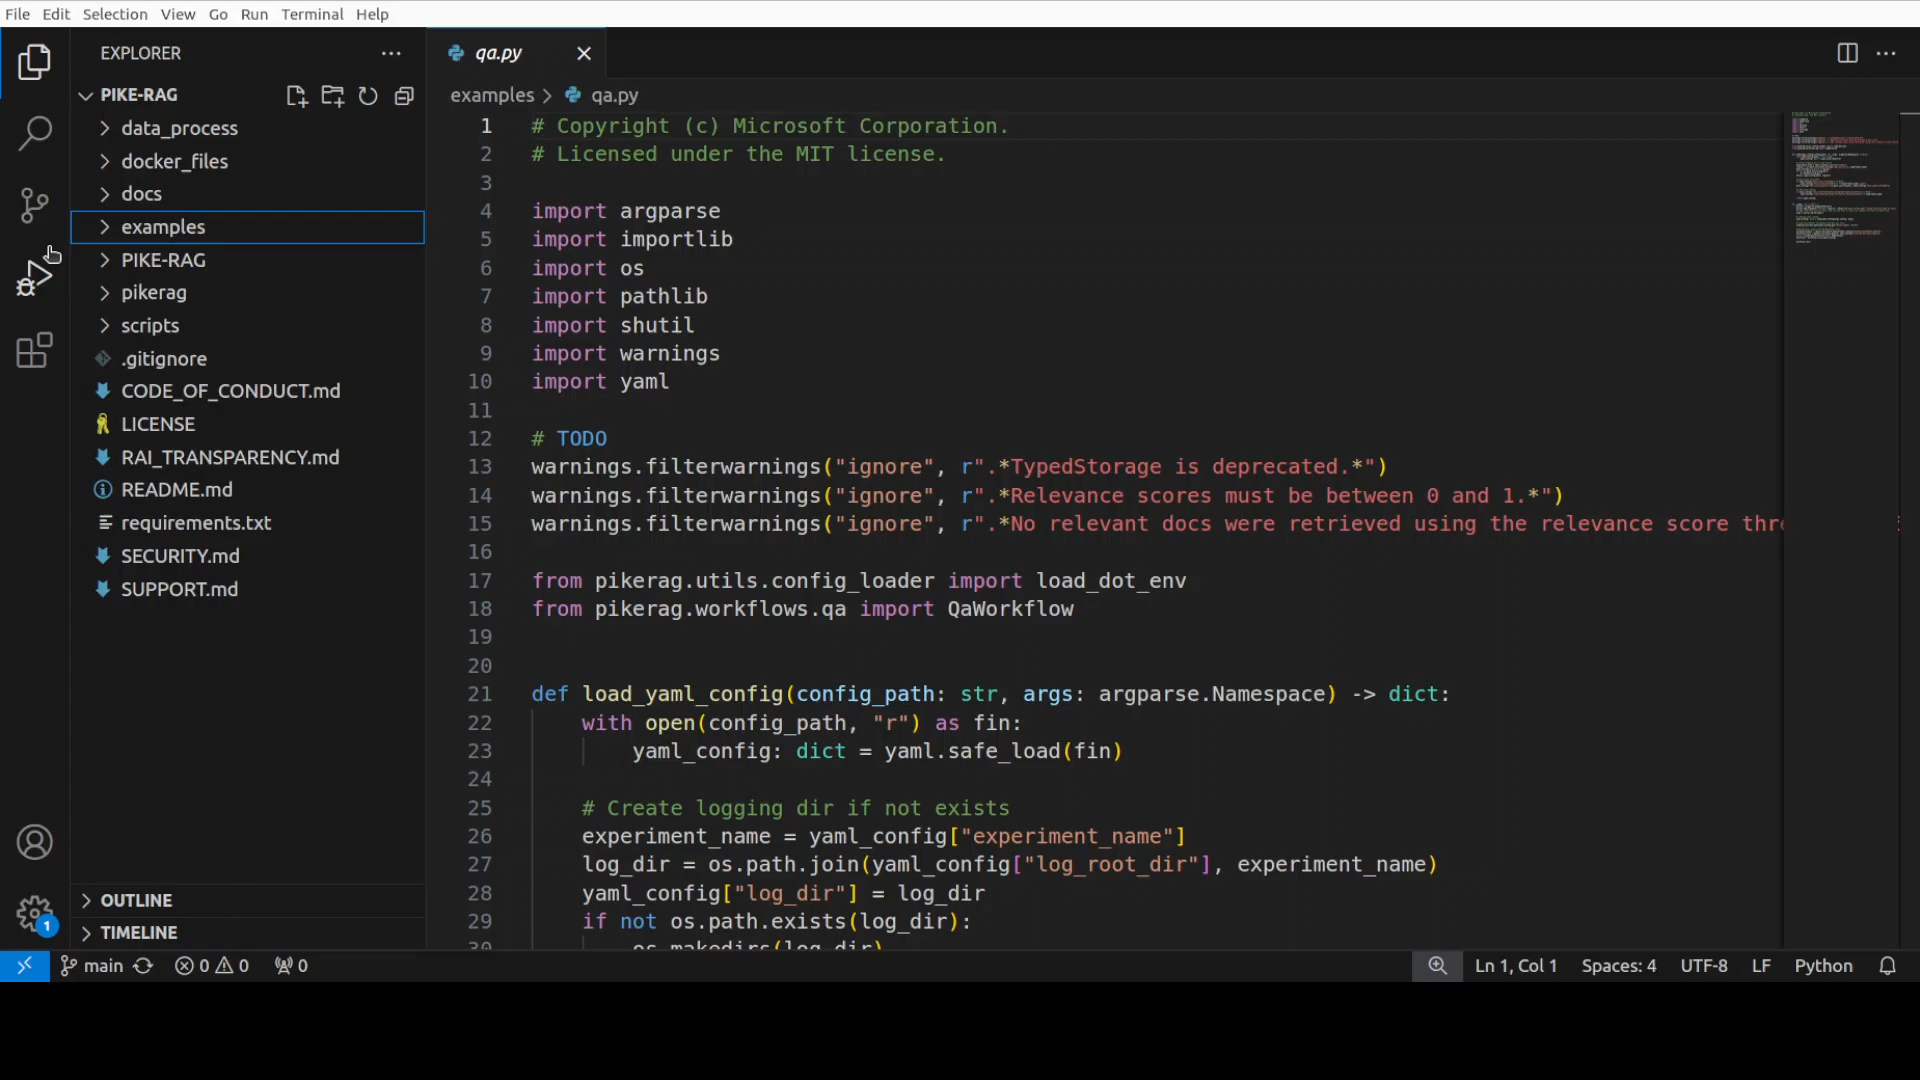 File Edit Selection View Go Run Terminal Help
EXPLORER
PIKE-RAG
data_process
docker_files
docs
examples
PIKE-RAG
pikerag
scripts
.gitignore
CODE_OF_CONDUCT.md
LICENSE
RAI_TRANSPARENCY.md
README.md
requirements.txt
SECURITY.md
SUPPORT.md
OUTLINE
TIMELINE
1
qa.py
examples > qa.py
1 # Copyright (c) Microsoft Corporation.
2 # Licensed under the MIT license.
3
4 import argparse
5 import importlib
6 import os
7 import pathlib
8 import shutil
9 import warnings
10 import yaml
11
12 # TODO
13 warnings.filterwarnings("ignore", r".*TypedStorage is deprecated.*")
14 warnings.filterwarnings("ignore", r".*Relevance scores must be between 0 and 1.*")
15 warnings.filterwarnings("ignore", r".*No relevant docs were retrieved using the relevance score thre
16
17 from pikerag.utils.config_loader import load_dot_env
18 from pikerag.workflows.qa import QaWorkflow
19
20
21 def load_yaml_config(config_path: str, args: argparse.Namespace) -> dict:
22 with open(config_path, "r") as fin:
23 yaml_config: dict = yaml.safe_load(fin)
24
25 # Create logging dir if not exists
26 experiment_name = yaml_config["experiment_name"]
27 log_dir = os.path.join(yaml_config["log_root_dir"], experiment_name)
28 yaml_config["log_dir"] = log_dir
29 if not os.path.exists(log_dir):
30 os.makedirs(log_dir)
main 0 0 0 Ln 1, Col 1 Spaces: 4 UTF-8 LF Python